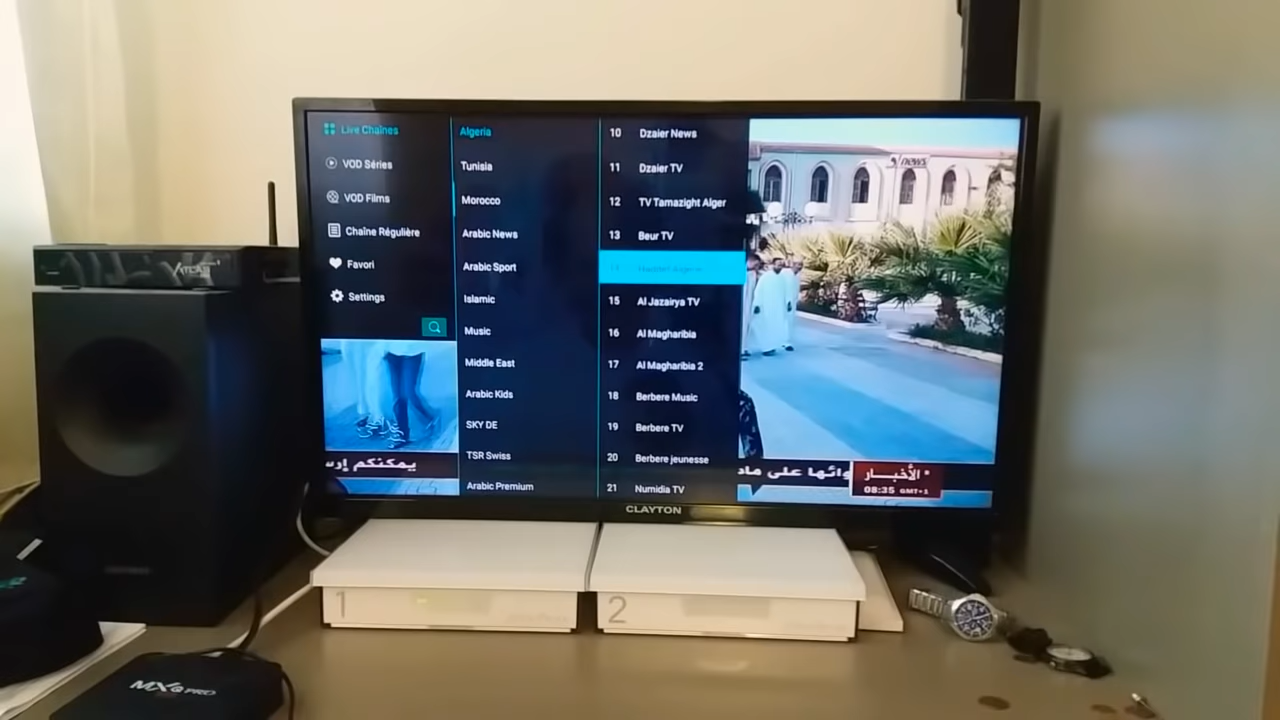 Live Chaînes
VOD Séries
VOD Films
Chaîne Régulière
Favori
Settings
Algeria
Tunisia
Morocco
Arabic News
Arabic Sport
Islamic
Music
Middle East
Arabic Kids
SKY DE
TSR Swiss
Arabic Premium
10 Dzaier News
11 Dzaier TV
12 TV Tamazight Alger
13 Beur TV
15 Al Jazairya TV
16 Al Magharibia
17 Al Magharibia 2
18 Berbere Music
19 Berbere TV
20 Berbere jeunesse
21 Numidia TV
news
يمكنكم إرس
وائها على ماد
الأخبار
08:35 GMT+1
CLAYTON
1
2
MXQ PRO